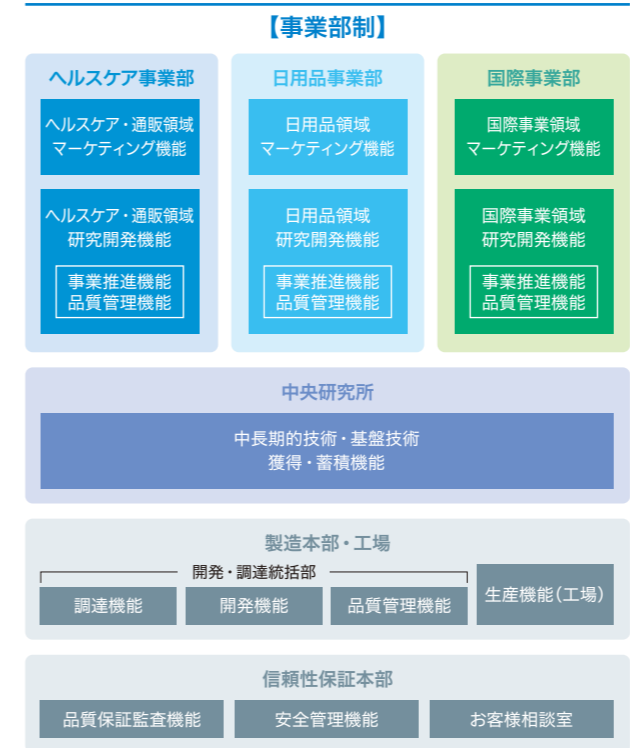 【事業部制】
ヘルスケア事業部
ヘルスケア・通販領域
マーケティング機能
ヘルスケア・通販領域
研究開発機能
事業推進機能
品質管理機能
日用品事業部
日用品領域
マーケティング機能
日用品領域
研究開発機能
事業推進機能
品質管理機能
国際事業部
国際事業領域
マーケティング機能
国際事業領域
研究開発機能
事業推進機能
品質管理機能
中央研究所
中長期的技術・基盤技術
獲得・蓄積機能
製造本部・工場
開発・調達統括部
調達機能
開発機能
品質管理機能
生産機能(工場)
信頼性保証本部
品質保証監査機能
安全管理機能
お客様相談室